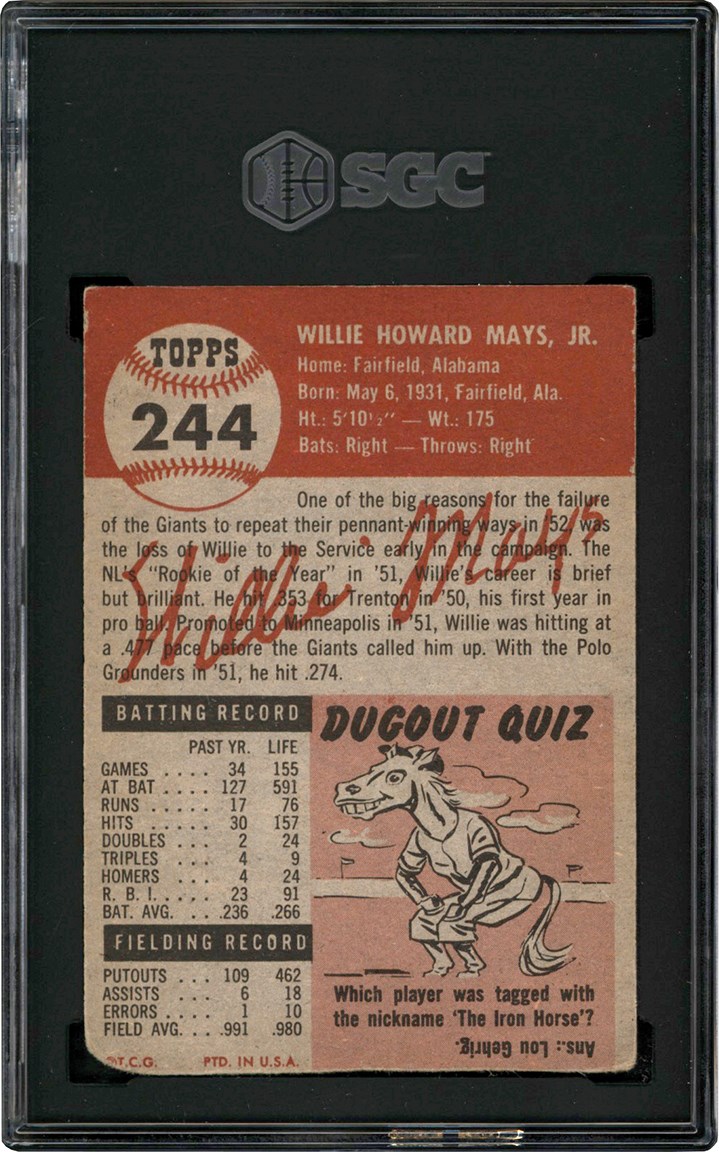 SGC
TOPPS
244
WILLIE HOWARD MAYS, JR.
Home: Fairfield, Alabama
Born: May 6, 1931, Fairfield, Ala.
Ht.: 5'10½" — Wt.: 175
Bats: Right — Throws: Right
One of the big reasons for the failure
of the Giants to repeat their pennant-winning ways in '52, was
the loss of Willie to the Service early in the campaign. The
NL's "Rookie of the Year" in '51, Willie's career is brief
but brilliant. He hit .353 for Trenton in '50, his first year in
pro ball. Promoted to Minneapolis in '51, Willie was hitting at
a .477 pace before the Giants called him up. With the Polo
Grounders in '51, he hit .274.
Willie Mays
BATTING RECORD
PAST YR. LIFE
GAMES .... 34 155
AT BAT .... 127 591
RUNS ..... 17 76
HITS ..... 30 157
DOUBLES ... 2 24
TRIPLES ... 4 9
HOMERS ... 4 24
R. B. I. .... 23 91
BAT. AVG. ... .236 .266
FIELDING RECORD
PUTOUTS ... 109 462
ASSISTS ... 6 18
ERRORS .... 1 10
FIELD AVG. ... .991 .980
©T.C.G. PTD. IN U.S.A.
DUGOUT QUIZ
Which player was tagged with
the nickname 'The Iron Horse'?
Ans.: Lou Gehrig.